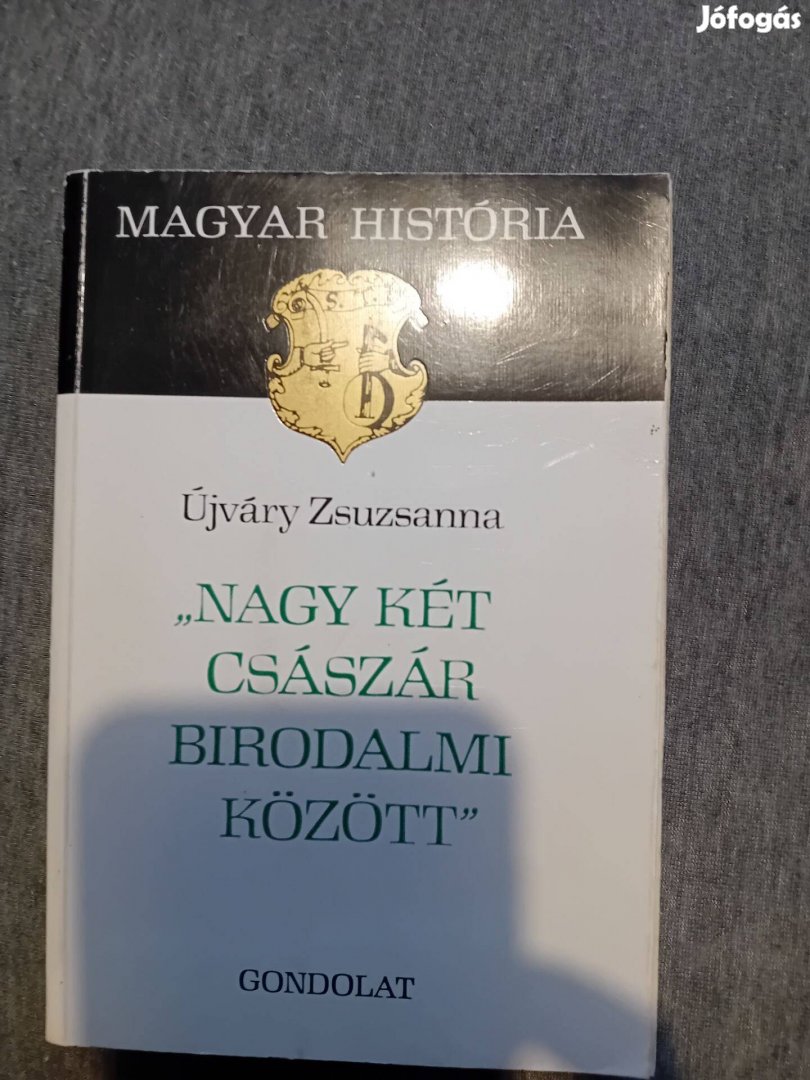 Jófogás
MAGYAR HISTÓRIA
Újváry Zsuzsanna
„NAGY KÉT
CSÁSZÁR
BIRODALMI
KÖZÖTT”
GONDOLAT